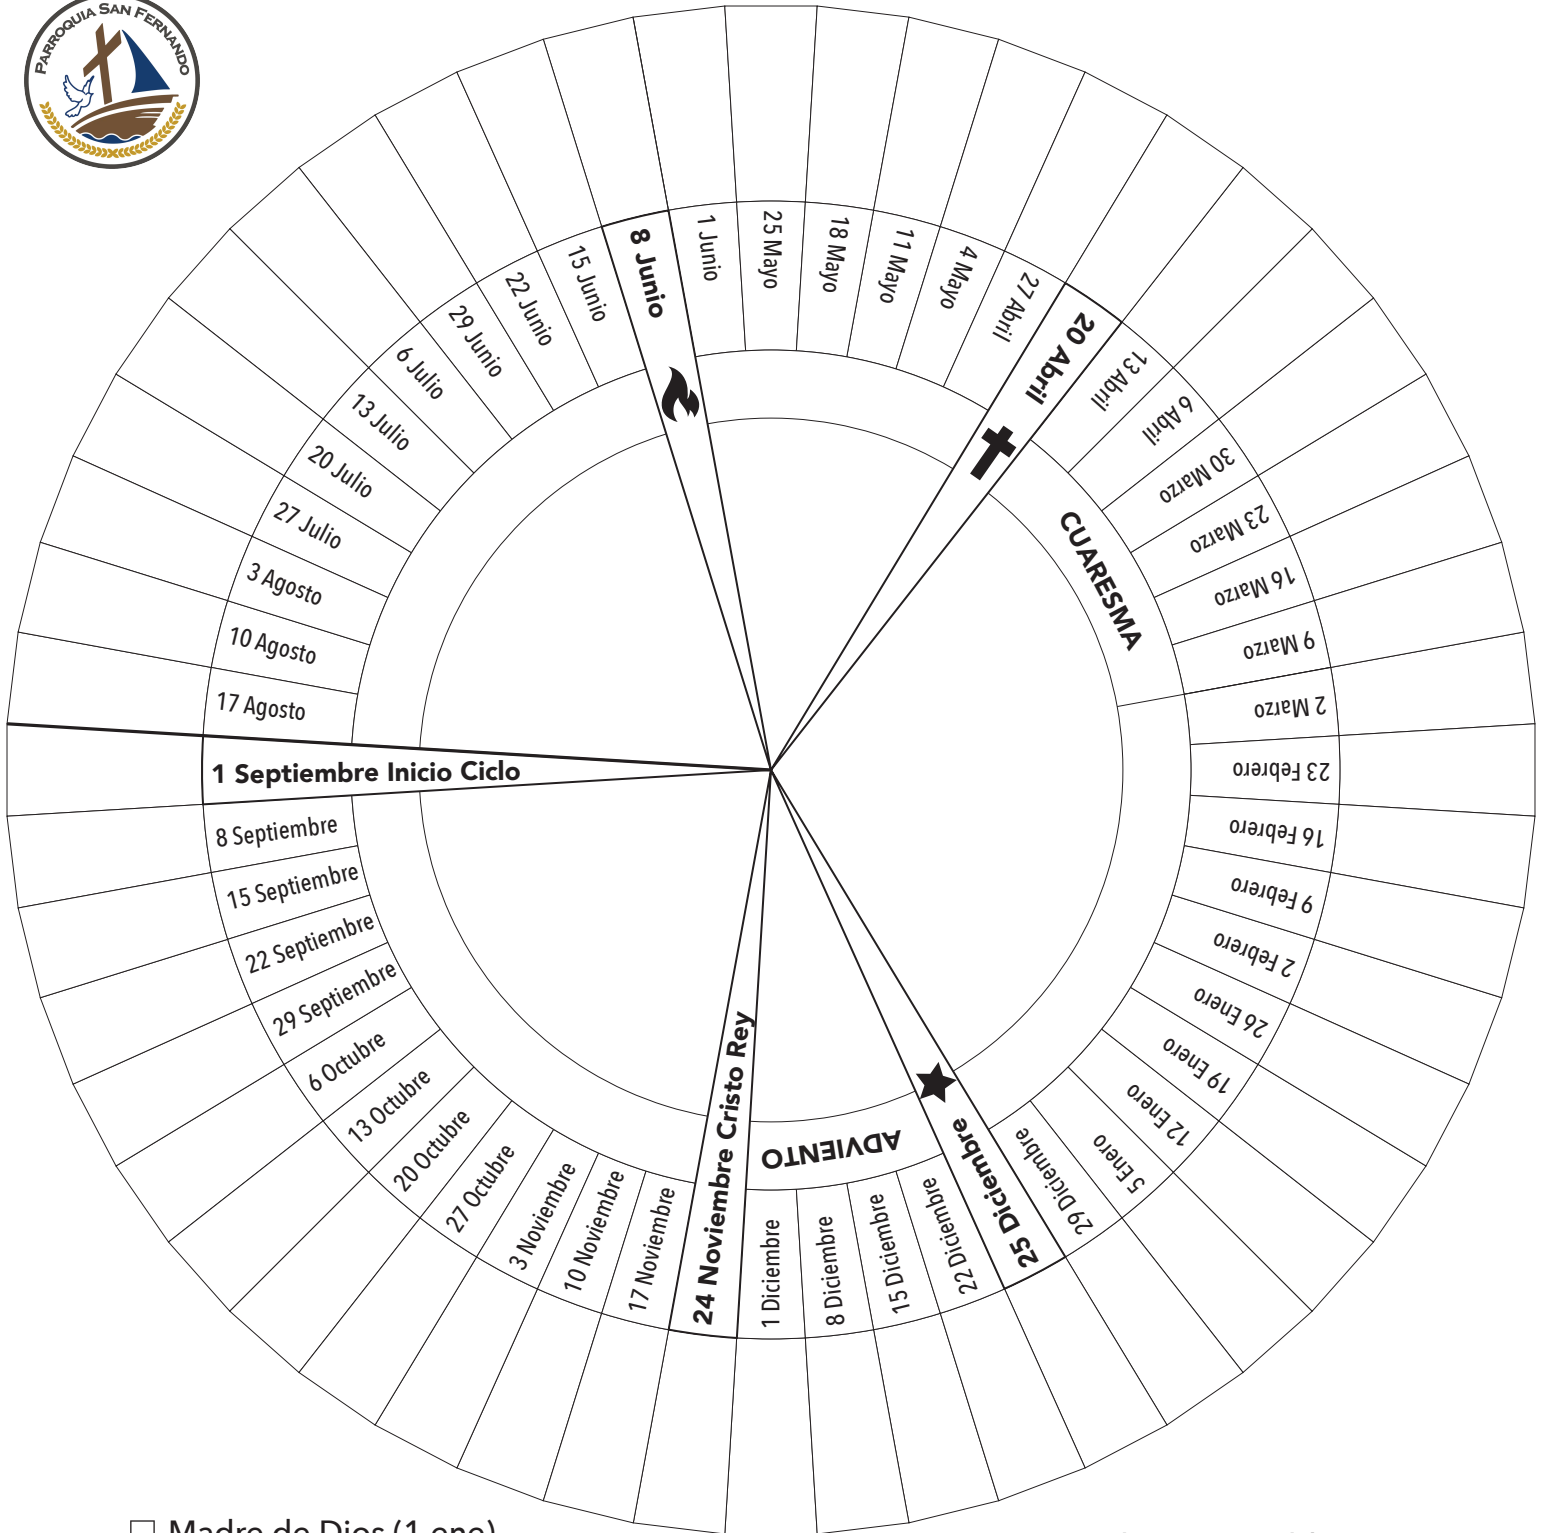 PARROQUIA SAN FERNANDO
1 Septiembre Inicio Ciclo
8 Septiembre
15 Septiembre
22 Septiembre
29 Septiembre
6 Octubre
13 Octubre
20 Octubre
27 Octubre
3 Noviembre
10 Noviembre
17 Noviembre
24 Noviembre Cristo Rey
1 Diciembre
8 Diciembre
15 Diciembre
22 Diciembre
ADVIENTO
25 Diciembre
29 Diciembre
5 Enero
12 Enero
19 Enero
26 Enero
2 Febrero
9 Febrero
16 Febrero
23 Febrero
2 Marzo
9 Marzo
16 Marzo
23 Marzo
30 Marzo
6 Abril
13 Abril
CUARESMA
20 Abril
27 Abril
4 Mayo
11 Mayo
18 Mayo
25 Mayo
1 Junio
8 Junio
15 Junio
22 Junio
29 Junio
6 Julio
13 Julio
20 Julio
27 Julio
3 Agosto
10 Agosto
17 Agosto
Madre de Dios (1 ene)